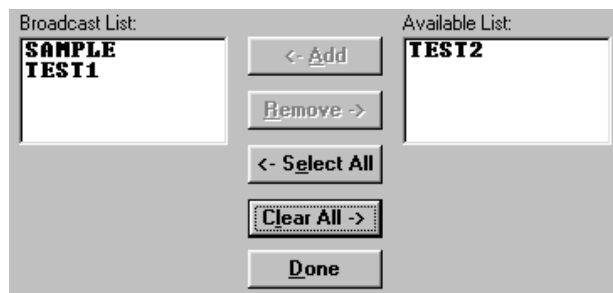 Broadcast List:
SAMPLE
TEST1
<- Add
Remove ->
<- Select All
Clear All ->
Done
Available List:
TEST2